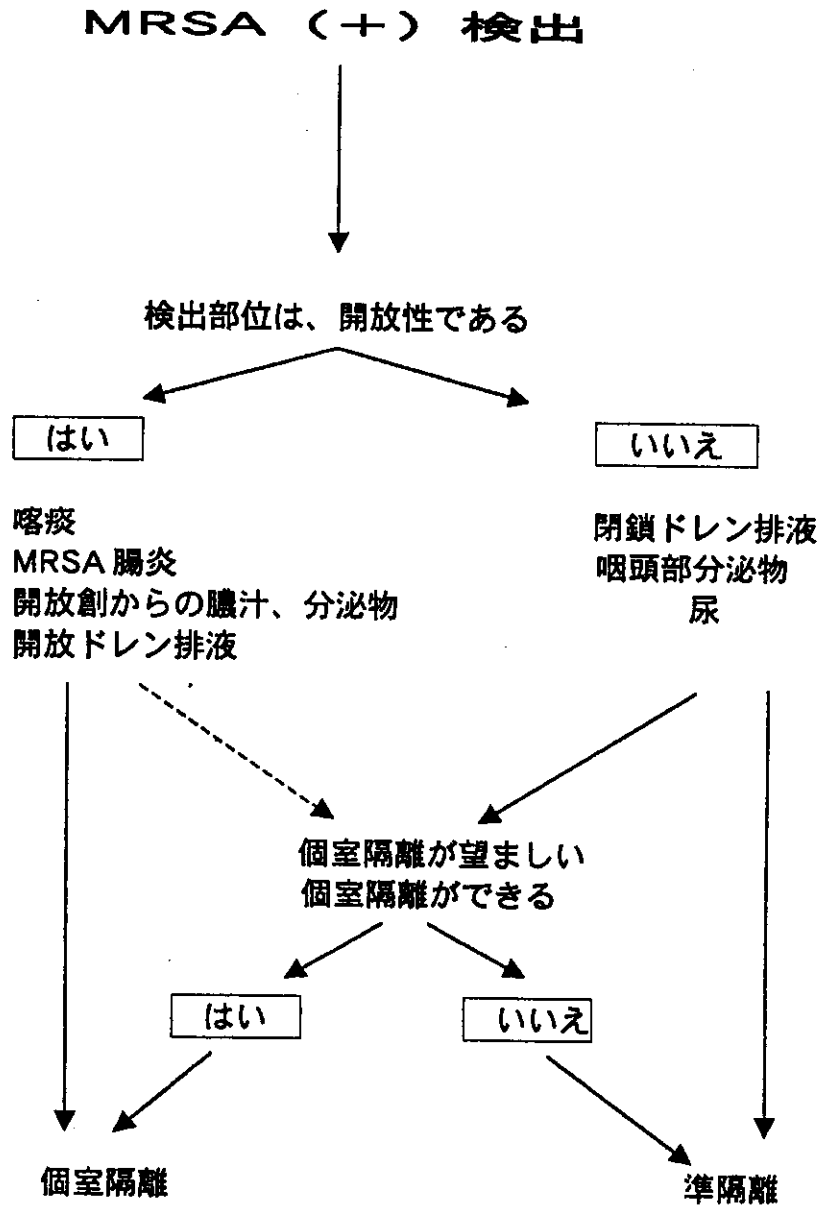 MRSA (+) 検出
検出部位は、開放性である
はい
いいえ
喀痰
MRSA 腸炎
開放創からの膿汁、分泌物
開放ドレン排液
閉鎖ドレン排液
咽頭部分泌物
尿
個室隔離が望ましい
個室隔離ができる
はい
いいえ
個室隔離
準隔離